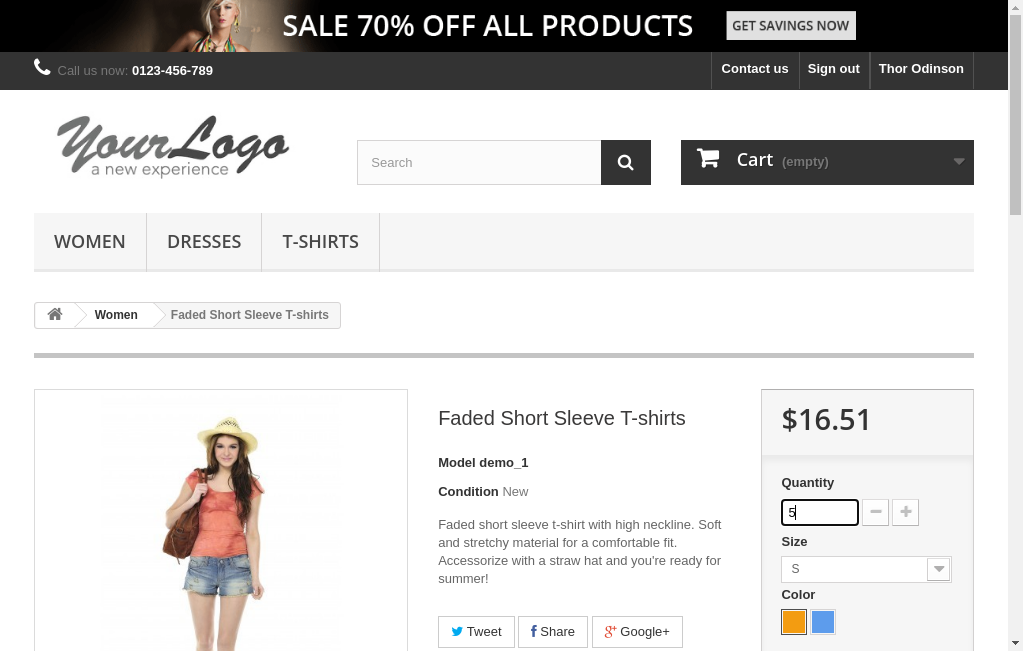 SALE 70% OFF ALL PRODUCTS GET SAVINGS NOW
Call us now: 0123-456-789 Contact us Sign out Thor Odinson
YourLogo
a new experience
Search
Cart (empty)
WOMEN DRESSES T-SHIRTS
Women Faded Short Sleeve T-shirts
Faded Short Sleeve T-shirts
Model demo_1
Condition New
Faded short sleeve t-shirt with high neckline. Soft
and stretchy material for a comfortable fit.
Accessorize with a straw hat and you're ready for
summer!
Tweet Share Google+
$16.51
Quantity
5
Size
S
Color